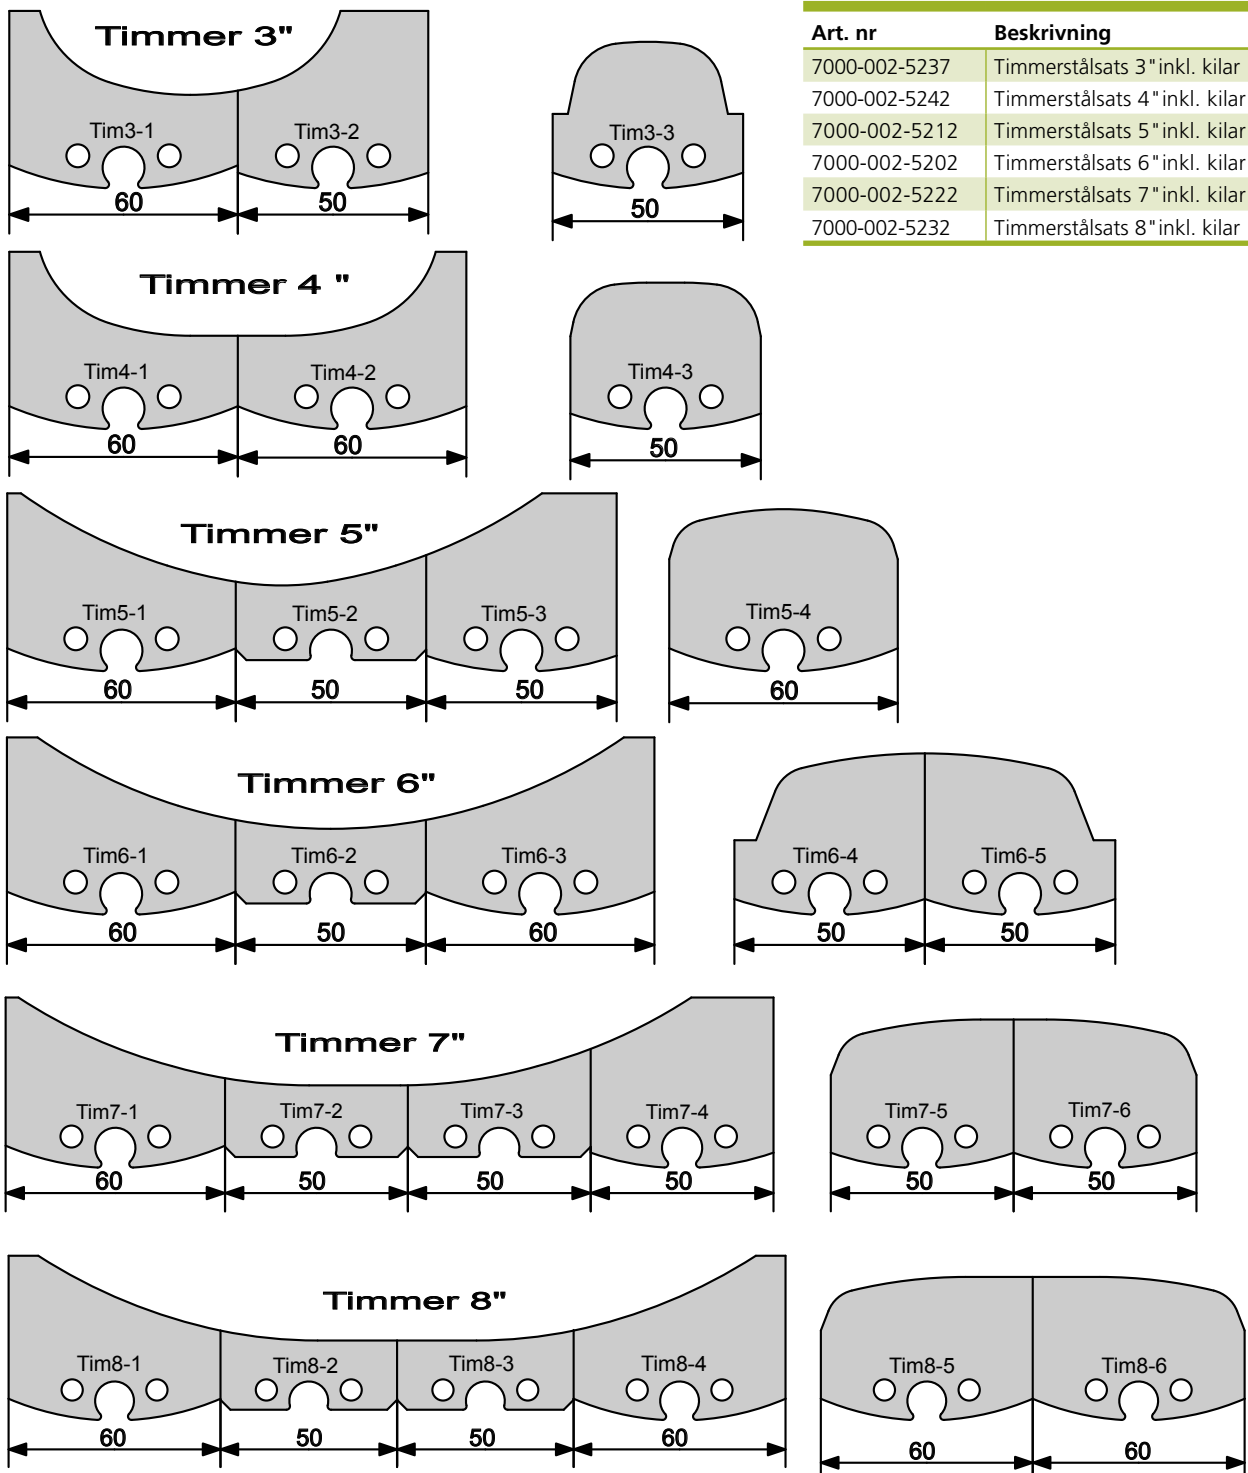 Timmer 3"
Tim3-1
Tim3-2
60
50
Tim3-3
50
Art. nr Beskrivning
7000-002-5237 Timmerstålsats 3" inkl. kilar
7000-002-5242 Timmerstålsats 4" inkl. kilar
7000-002-5212 Timmerstålsats 5" inkl. kilar
7000-002-5202 Timmerstålsats 6" inkl. kilar
7000-002-5222 Timmerstålsats 7" inkl. kilar
7000-002-5232 Timmerstålsats 8" inkl. kilar
Timmer 4 "
Tim4-1
Tim4-2
60
60
Tim4-3
50
Timmer 5"
Tim5-1
Tim5-2
Tim5-3
60
50
50
Tim5-4
60
Timmer 6"
Tim6-1
Tim6-2
Tim6-3
60
50
60
Tim6-4
Tim6-5
50
50
Timmer 7"
Tim7-1
Tim7-2
Tim7-3
Tim7-4
60
50
50
50
Tim7-5
Tim7-6
50
50
Timmer 8"
Tim8-1
Tim8-2
Tim8-3
Tim8-4
60
50
50
60
Tim8-5
Tim8-6
60
60